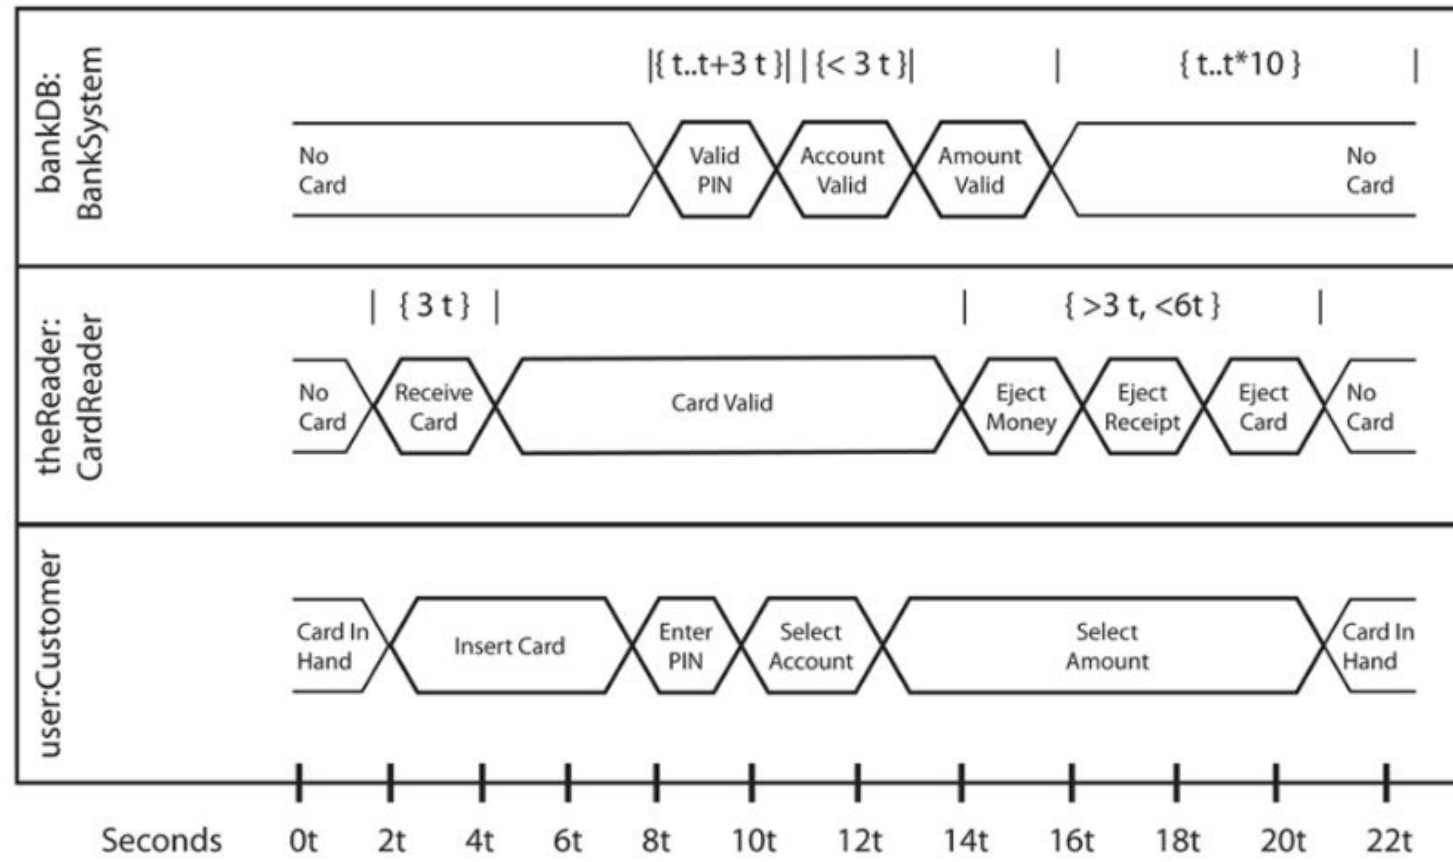 bankDB:
BankSystem
|{ t..t+3 t }| | {< 3 t }|
| { t..t*10 } |
No
Card
Valid
PIN
Account
Valid
Amount
Valid
No
Card
theReader:
CardReader
| { 3 t } |
| { >3 t, <6t } |
No
Card
Receive
Card
Card Valid
Eject
Money
Eject
Receipt
Eject
Card
No
Card
user:Customer
Card In
Hand
Insert Card
Enter
PIN
Select
Account
Select
Amount
Card In
Hand
Seconds 0t 2t 4t 6t 8t 10t 12t 14t 16t 18t 20t 22t